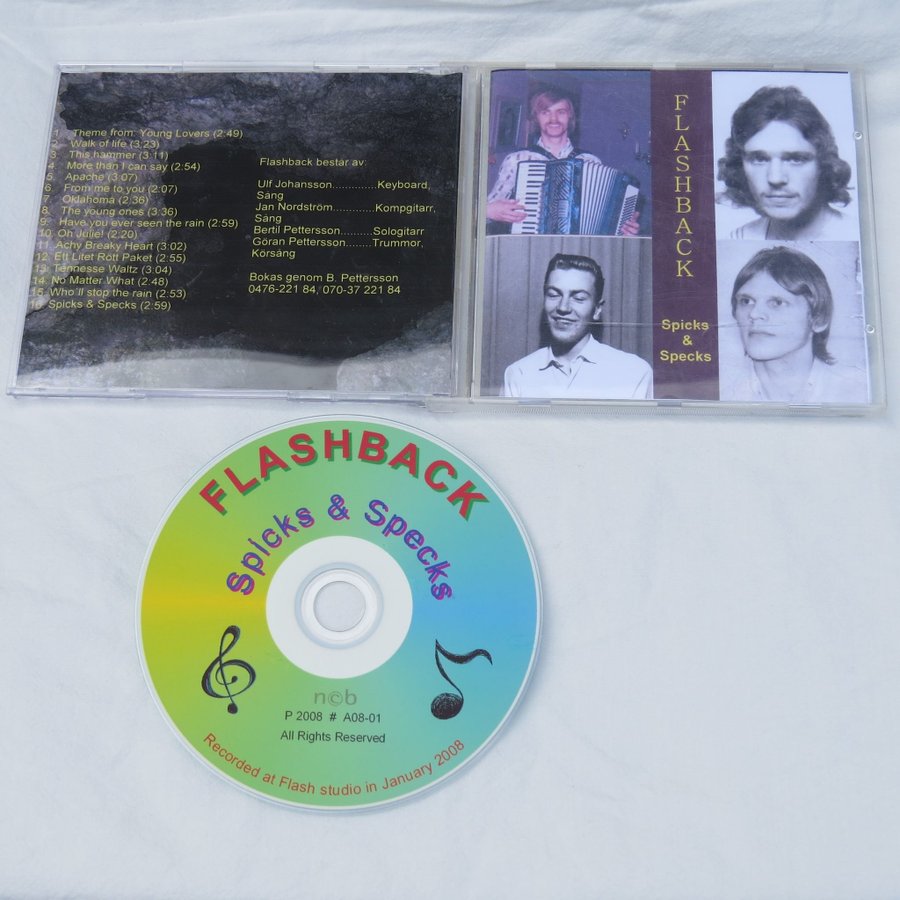 1. Theme from. Young Lovers (2:49)
2. Walk of life (3.23)
3. This hammer (3:11)
4. More than I can say (2:54)
5. Apache (3:07)
6. From me to you (2:07)
7. Oklahoma (2:36)
8. The young ones (3:36)
9. Have you ever seen the rain (2:59)
10. Oh Julie! (2:20)
11. Achy Breaky Heart (3:02)
12. Ett Litet Rött Paket (2:55)
13. Tennesse Waltz (3:04)
14. No Matter What (2:48)
15. Who´ll stop the rain (2:53)
16. Spicks & Specks (2:59)
Flashback består av:
Ulf Johansson..............Keyboard,
Sång
Jan Nordström.............Kompgitarr,
Sång
Bertil Pettersson..........Sologitarr
Göran Pettersson........Trummor,
Körsång
Bokas genom B. Pettersson
0476-221 84, 070-37 221 84
FLASHBACK
Spicks
&
Specks
FLASHBACK
Spicks & Specks
n©b
P 2008 # A08-01
All Rights Reserved
Recorded at Flash studio in January 2008